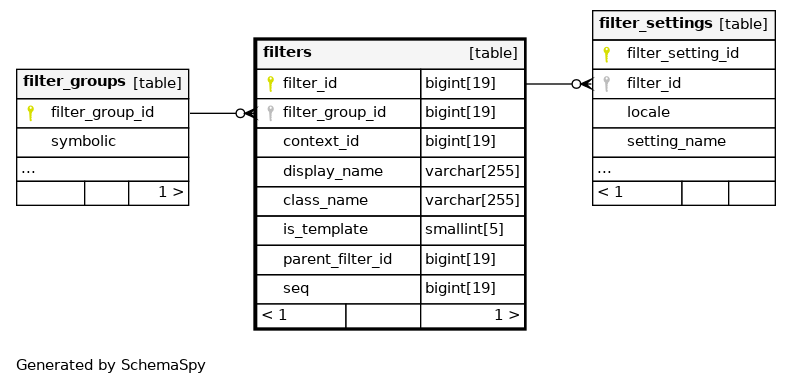 filter_groups [table]
filter_group_id
symbolic
...
1 >
filters [table]
filter_id bigint[19]
filter_group_id bigint[19]
context_id bigint[19]
display_name varchar[255]
class_name varchar[255]
is_template smallint[5]
parent_filter_id bigint[19]
seq bigint[19]
< 1 1 >
filter_settings [table]
filter_setting_id
filter_id
locale
setting_name
...
< 1
Generated by SchemaSpy